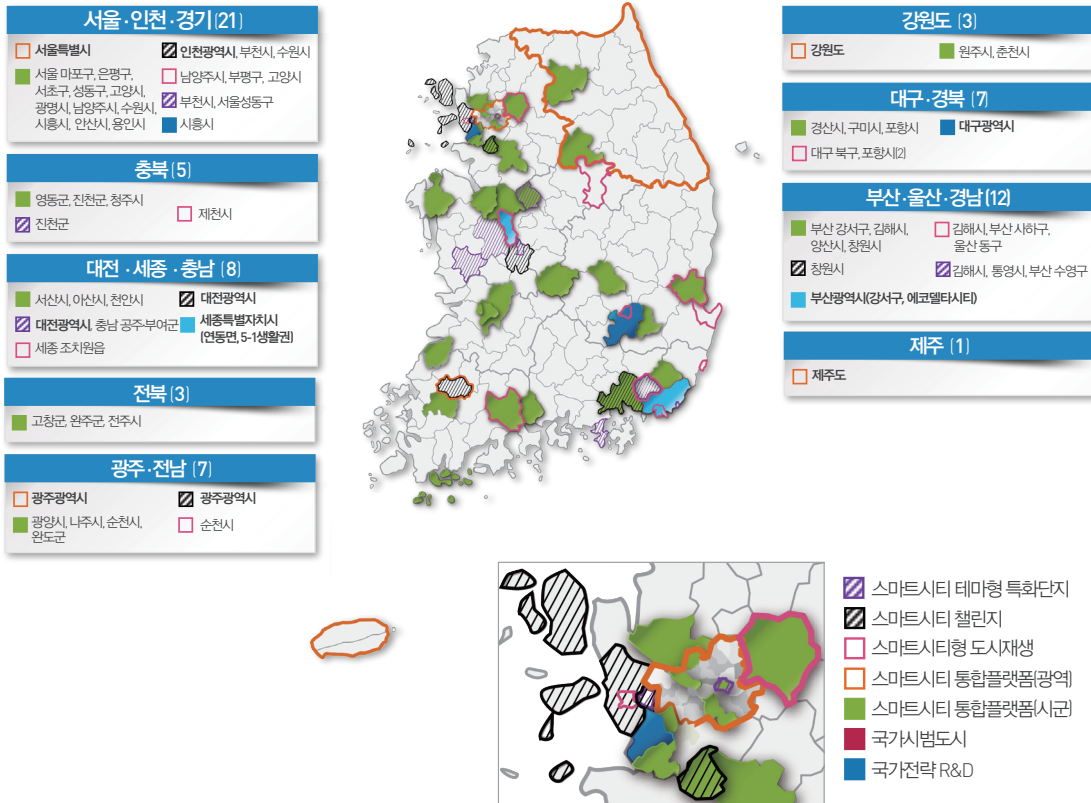 서울·인천·경기(21)
서울특별시
인천광역시, 부천시, 수원시
서울 마포구, 은평구,
서초구, 성동구, 고양시,
광명시, 남양주시, 수원시,
시흥시, 안산시, 용인시
남양주시, 부평구, 고양시
부천시, 서울성동구
시흥시
충북(5)
영동군, 진천군, 청주시
제천시
진천군
대전·세종·충남 (8)
서산시, 아산시, 천안시
대전광역시
대전광역시, 충남 공주·부여군
세종특별자치시
(연동면, 5-1생활권)
세종 조치원읍
전북(3)
고창군, 완주군, 전주시
광주·전남 (7)
광주광역시
광주광역시
광양시, 나주시, 순천시,
완도군
순천시
강원도 (3)
강원도
원주시, 춘천시
대구·경북 (7)
경산시, 구미시, 포항시
대구광역시
대구 북구, 포항시(2)
부산·울산·경남(12)
부산 강서구, 김해시,
양산시, 창원시
김해시, 부산 사하구,
울산 동구
창원시
김해시, 통영시, 부산 수영구
부산광역시(강서구, 에코델타시티)
제주 (1)
제주도
스마트시티 테마형 특화단지
스마트시티 챌린지
스마트시티형 도시재생
스마트시티 통합플랫폼(광역)
스마트시티 통합플랫폼(시군)
국가시범도시
국가전략 R&D